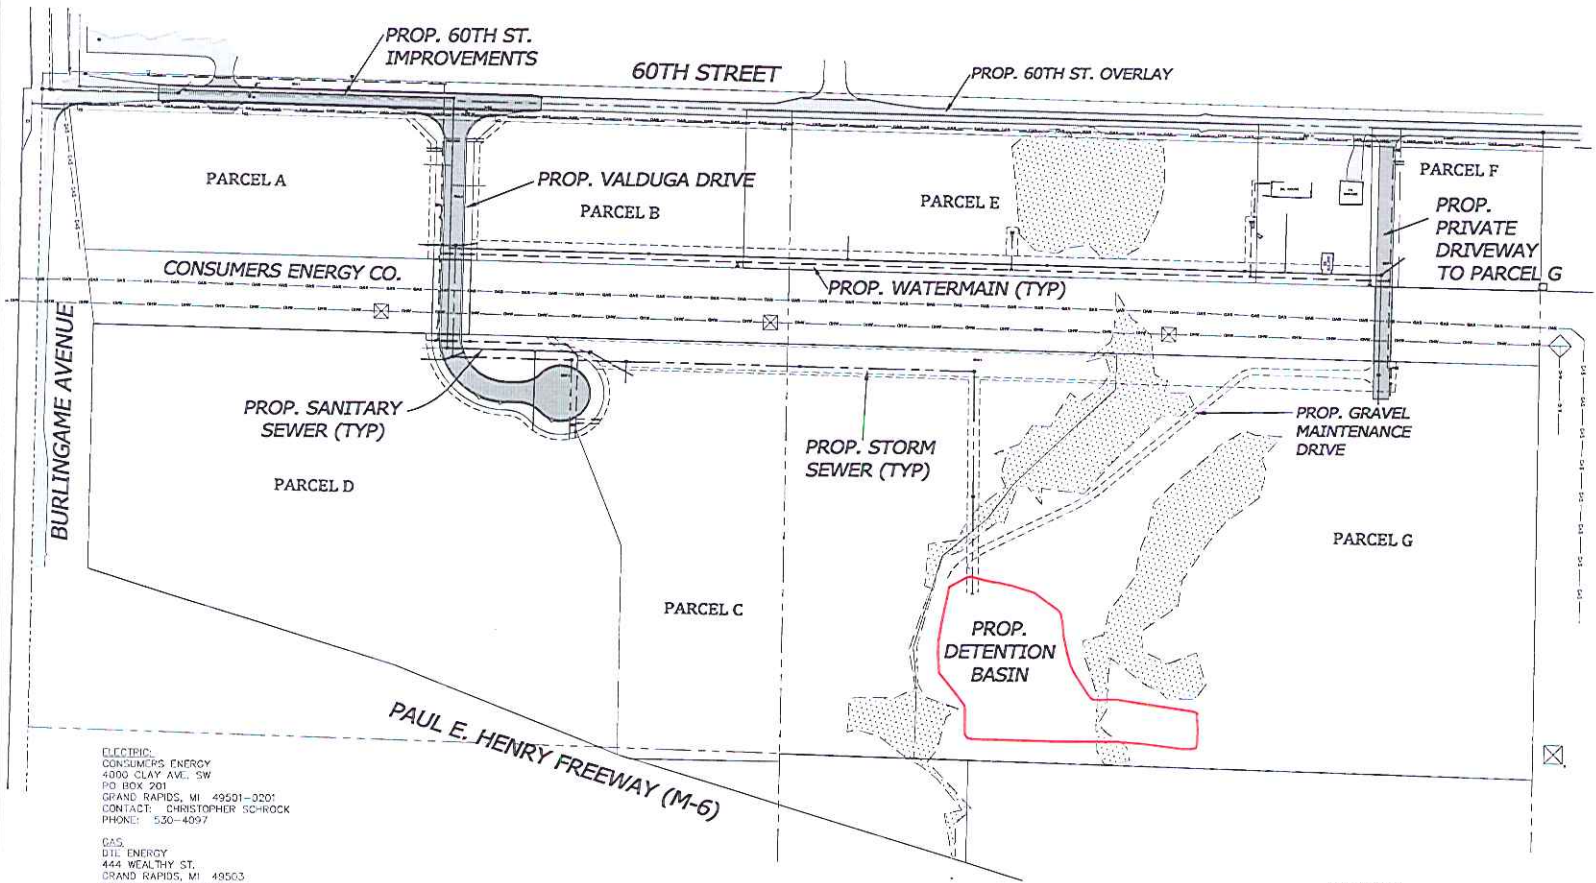 PROP. 60TH ST.
IMPROVEMENTS
60TH STREET
PROP. 60TH ST. OVERLAY
PARCEL A
PROP. VALDUGA DRIVE
PARCEL B
PARCEL E
PARCEL F
PROP.
PRIVATE
DRIVEWAY
TO PARCEL G
CONSUMERS ENERGY CO.
PROP. WATERMAIN (TYP)
BURLINGAME AVENUE
PROP. SANITARY
SEWER (TYP)
PROP. STORM
SEWER (TYP)
PROP. GRAVEL
MAINTENANCE
DRIVE
PARCEL D
PARCEL G
PARCEL C
PROP.
DETENTION
BASIN
PAUL E. HENRY FREEWAY (M-6)
ELECTRIC:
CONSUMERS ENERGY
4000 CLAY AVE. SW
PO BOX 201
GRAND RAPIDS, MI 49501-0201
CONTACT: CHRISTOPHER SCHROCK
PHONE: 530-4097
GAS
DTE ENERGY
444 WEALTHY ST.
GRAND RAPIDS, MI 49503